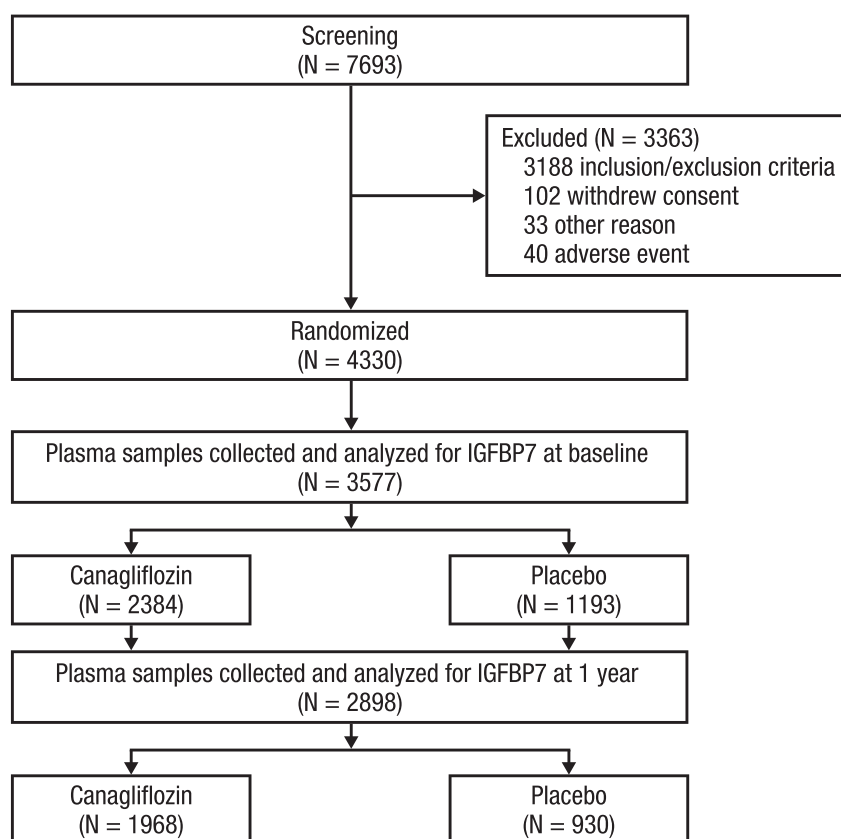 Screening
(N = 7693)
Excluded (N = 3363)
3188 inclusion/exclusion criteria
102 withdrew consent
33 other reason
40 adverse event
Randomized
(N = 4330)
Plasma samples collected and analyzed for IGFBP7 at baseline
(N = 3577)
Canagliflozin
(N = 2384)
Placebo
(N = 1193)
Plasma samples collected and analyzed for IGFBP7 at 1 year
(N = 2898)
Canagliflozin
(N = 1968)
Placebo
(N = 930)